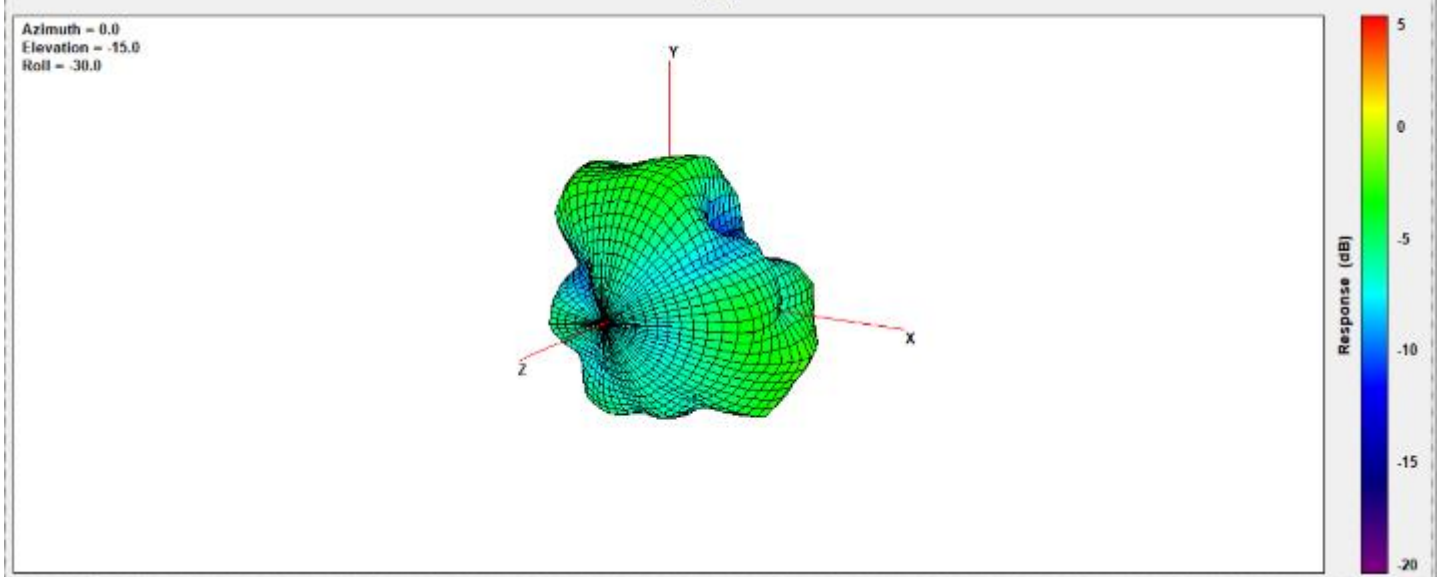 Azimuth = 0.0
Elevation = -15.0
Roll = -30.0
Y
X
Z
5
0
-5
-10
-15
-20
Response (dB)